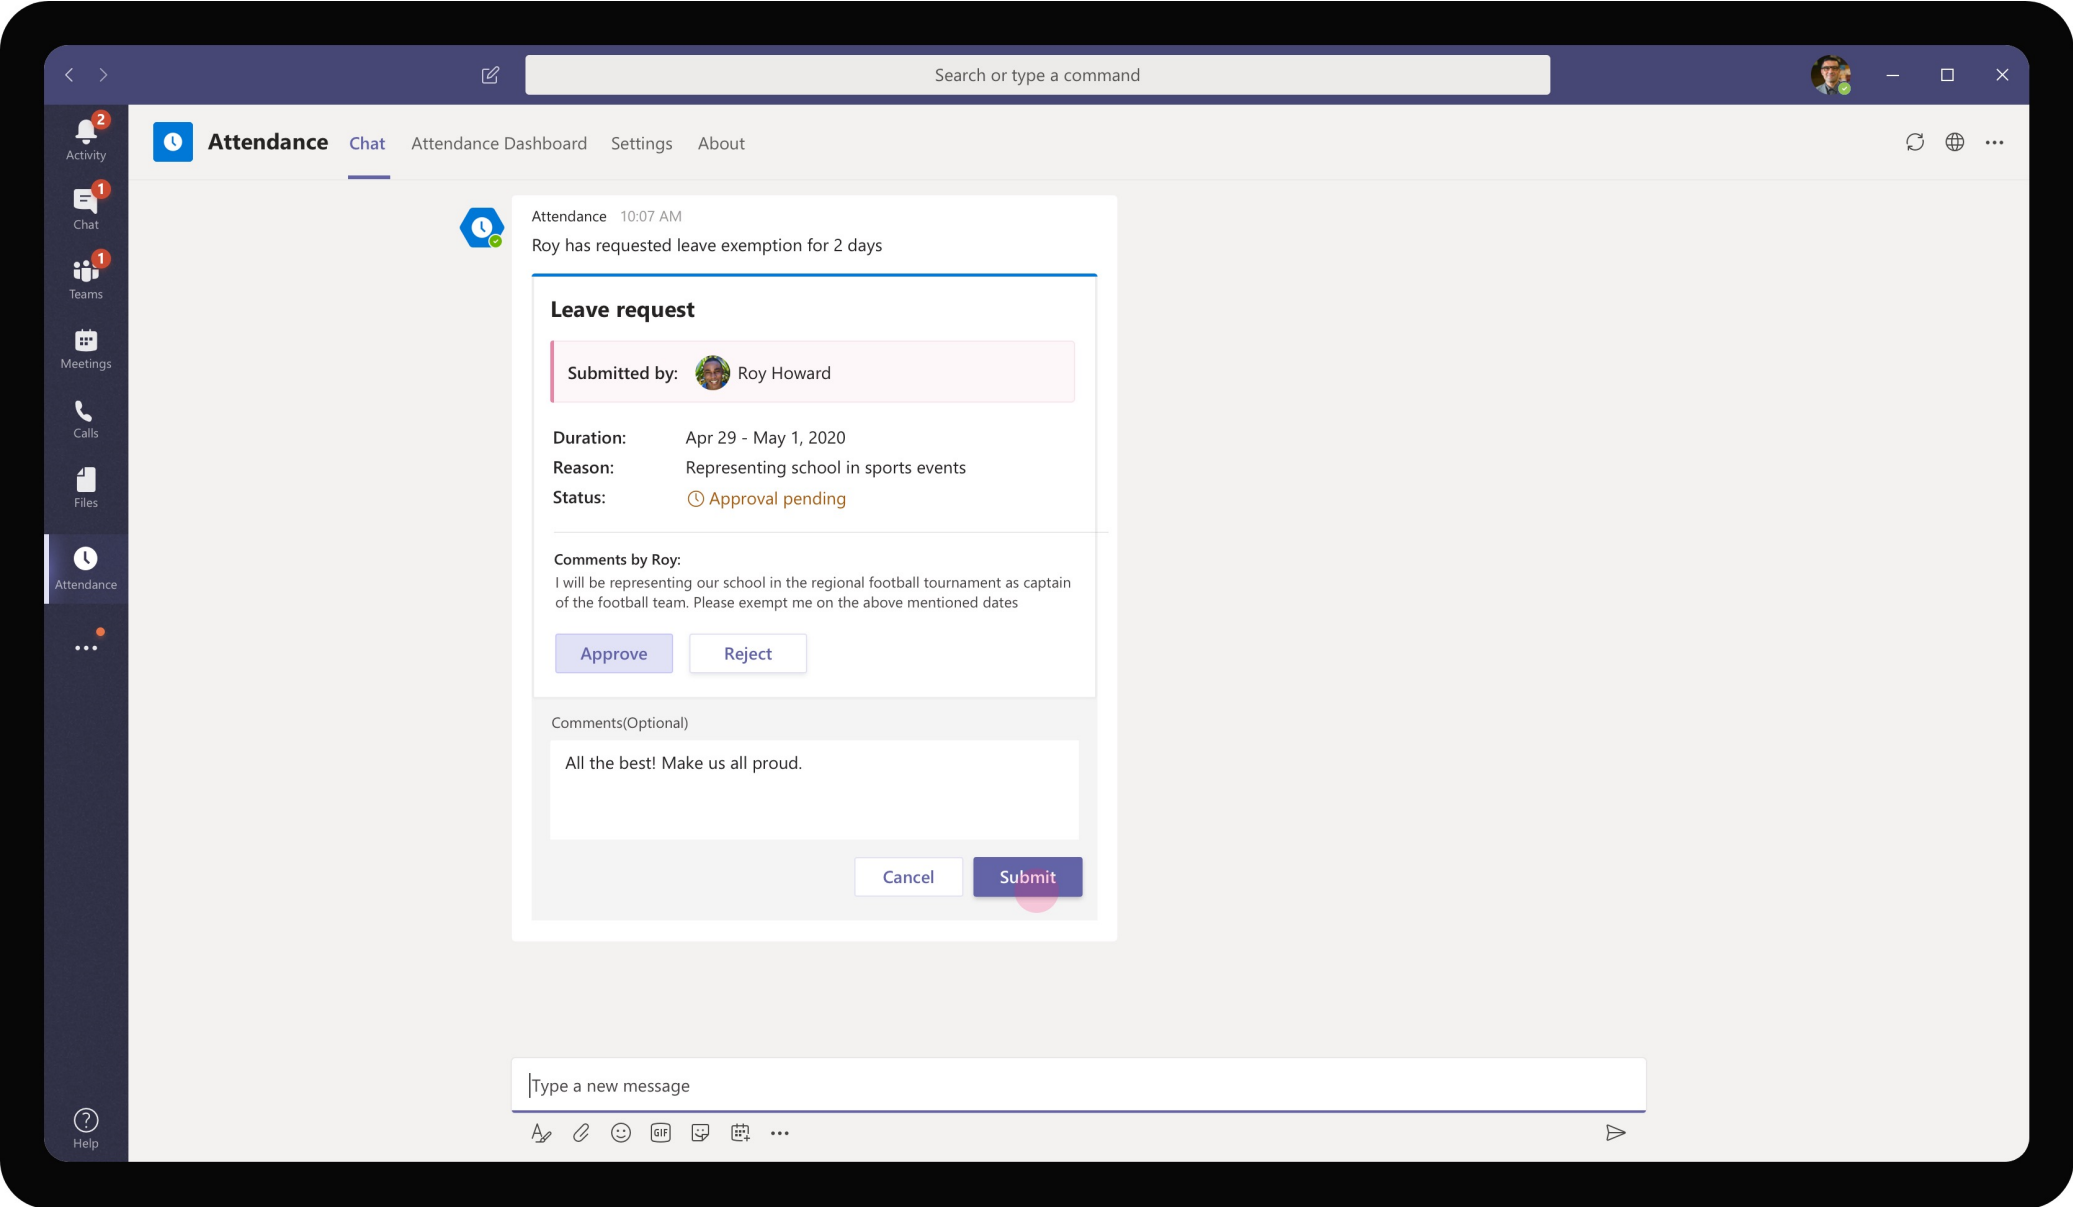 Search or type a command
2
Activity
1
Chat
1
Teams
Meetings
Calls
Files
Attendance
Help
Attendance Chat Attendance Dashboard Settings About
Attendance 10:07 AM
Roy has requested leave exemption for 2 days
Leave request
Submitted by: Roy Howard
Duration: Apr 29 - May 1, 2020
Reason: Representing school in sports events
Status: Approval pending
Comments by Roy:
I will be representing our school in the regional football tournament as captain
of the football team. Please exempt me on the above mentioned dates
Approve Reject
Comments(Optional)
All the best! Make us all proud.
Cancel Submit
Type a new message
GIF